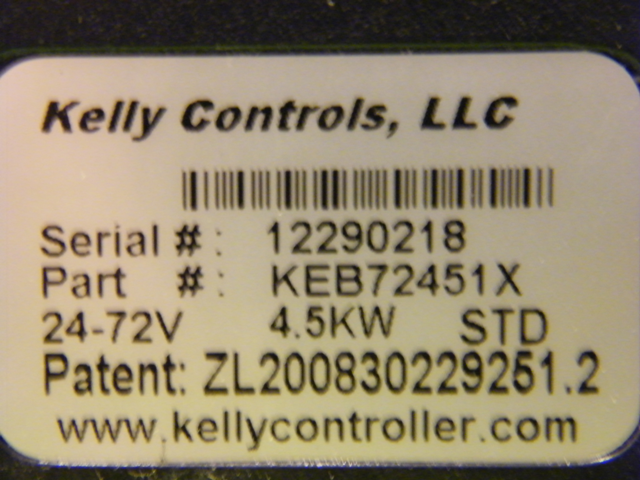 Kelly Controls, LLC
Serial #: 12290218
Part #: KEB72451X
24-72V 4.5KW STD
Patent: ZL200830229251.2
www.kellycontroller.com